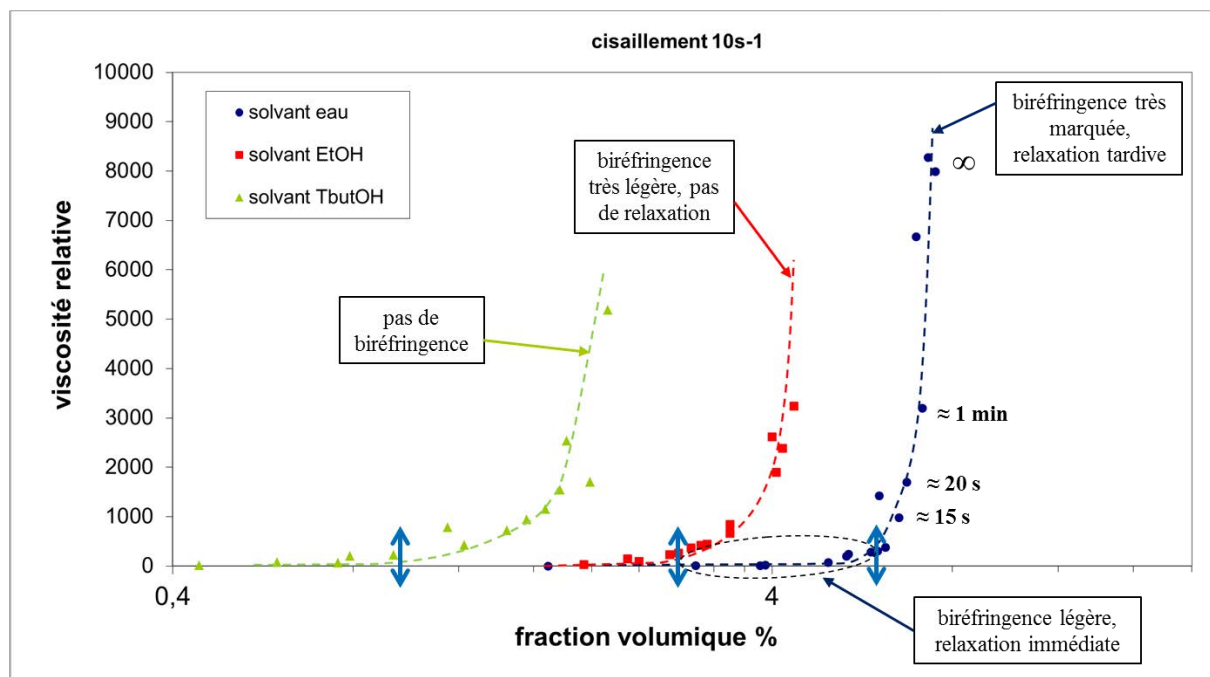 cisaillement 10s-1
10000
9000
8000
7000
6000
5000
4000
3000
2000
1000
0
viscosité relative
solvant eau
solvant EtOH
solvant TbutOH
pas de
biréfringence
biréfringence
très légère, pas
de relaxation
biréfringence très
marquée,
relaxation tardive
∞
≈ 1 min
≈ 20 s
≈ 15 s
0,4
4
fraction volumique %
biréfringence légère,
relaxation immédiate